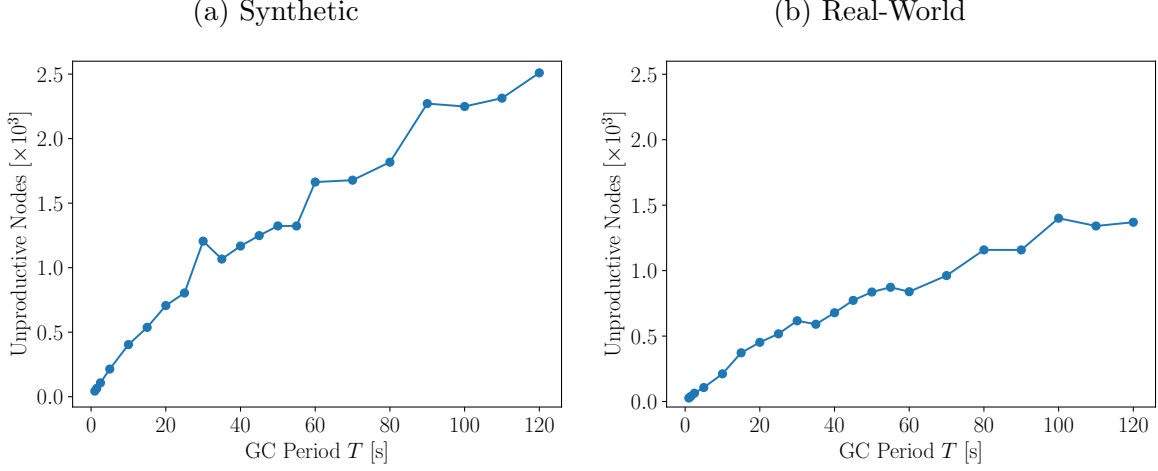 (a) Synthetic
Unproductive Nodes [×10³]
2.5
2.0
1.5
1.0
0.5
0.0
0 20 40 60 80 100 120
GC Period T [s]
(b) Real-World
Unproductive Nodes [×10³]
2.5
2.0
1.5
1.0
0.5
0.0
0 20 40 60 80 100 120
GC Period T [s]